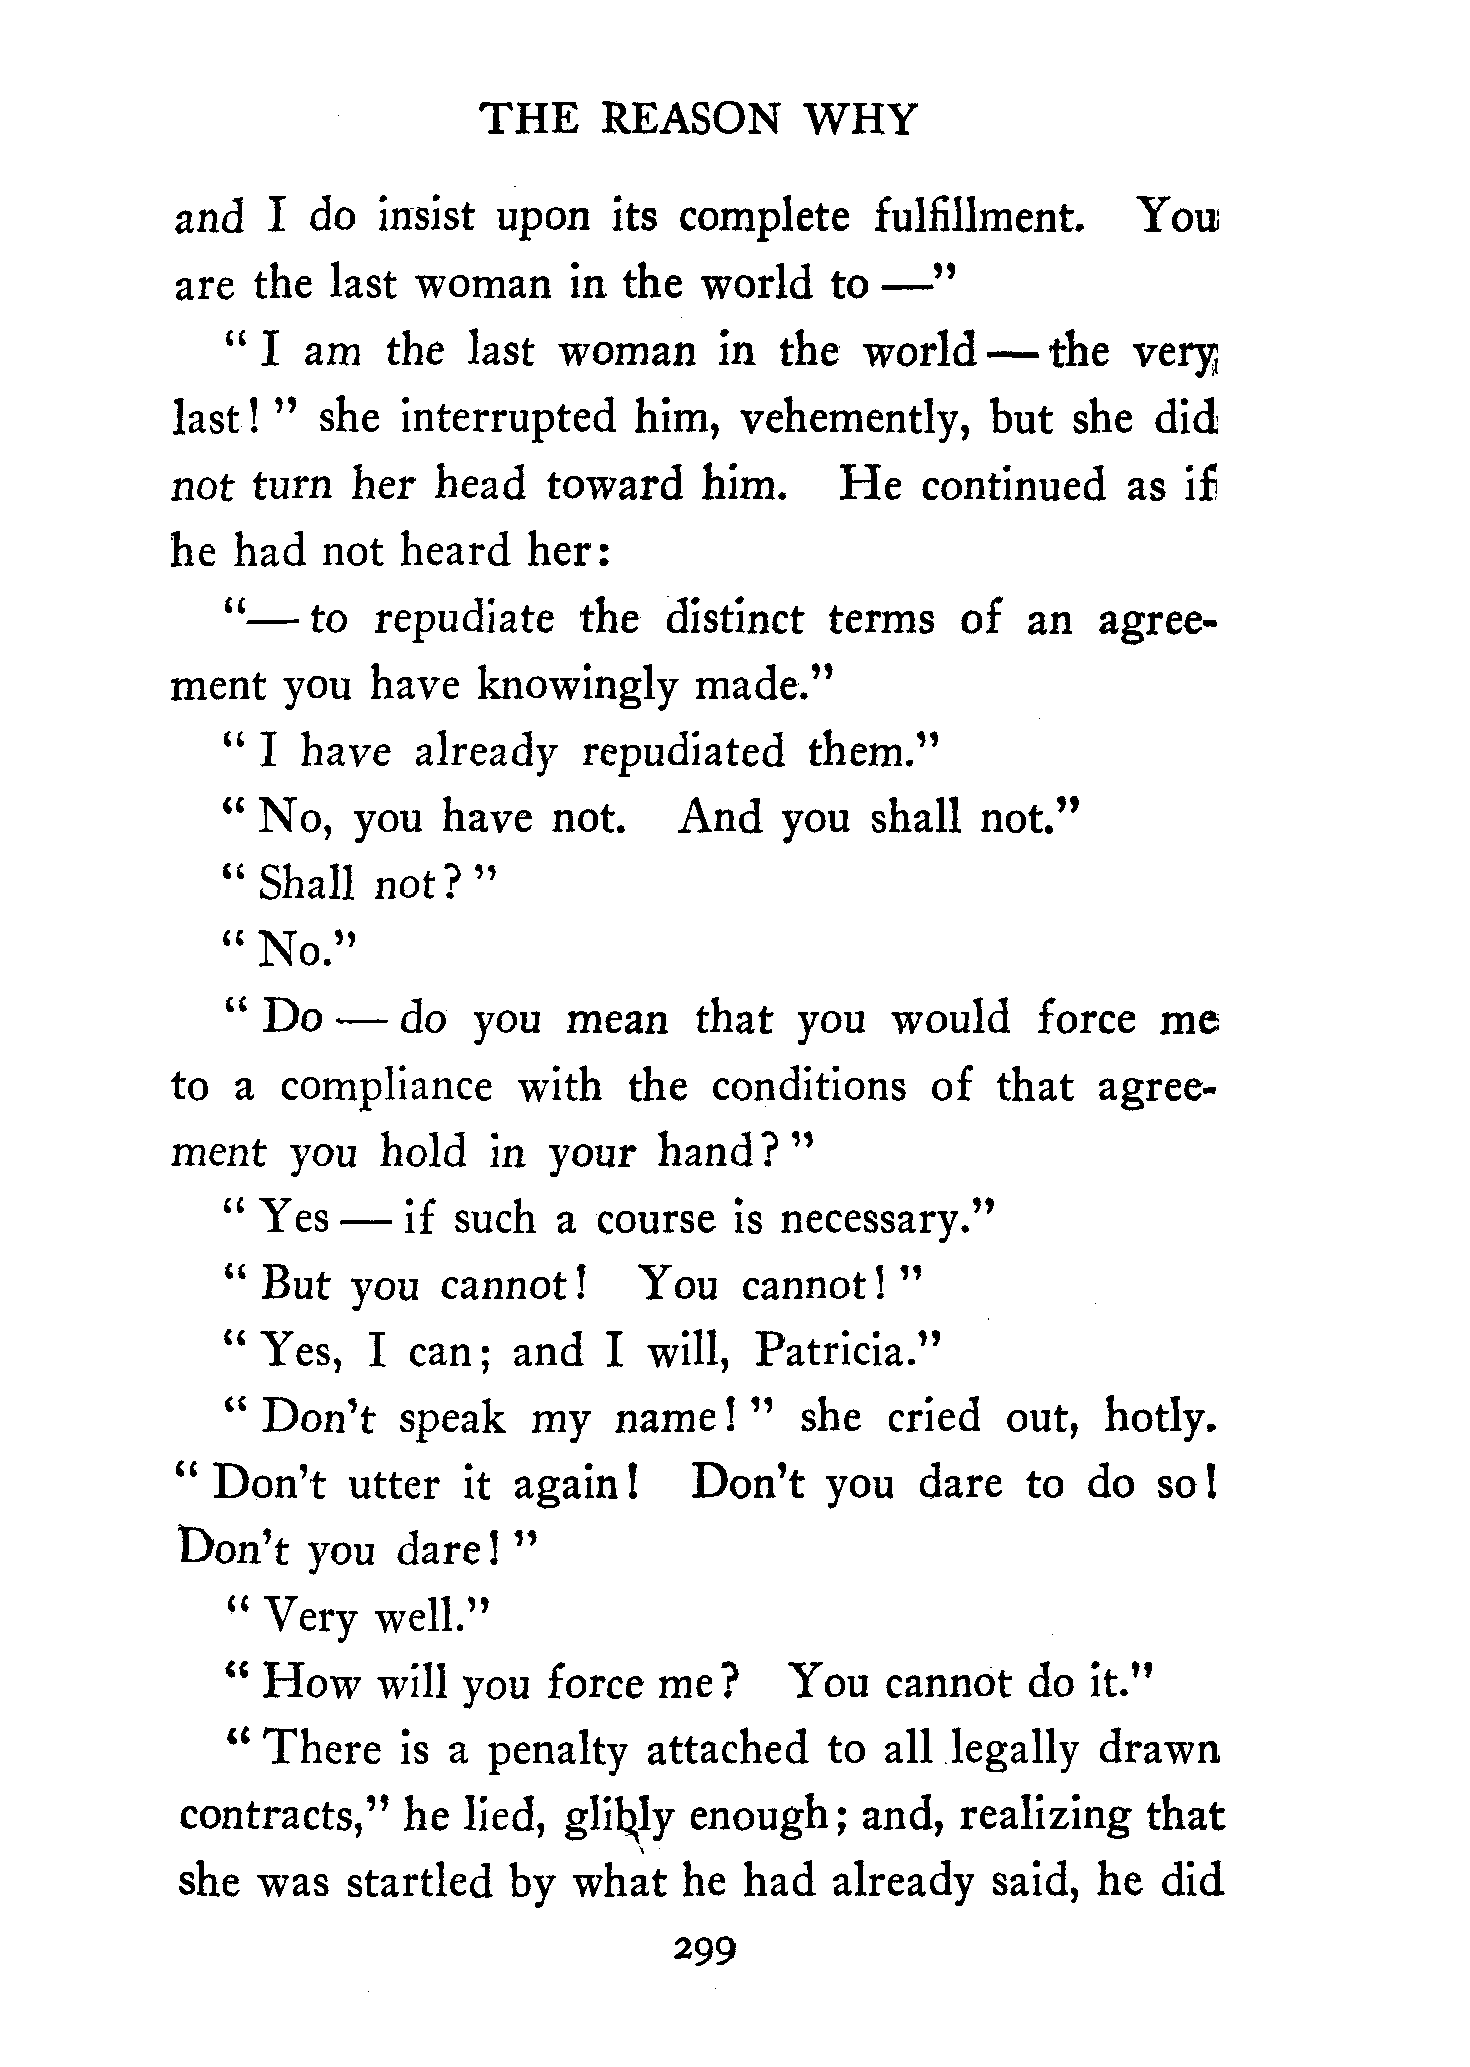 THE REASON WHY
and I do insist upon its complete fulfillment. You
are the last woman in the world to —"
" I am the last woman in the world — the very
last! " she interrupted him, vehemently, but she did
not turn her head toward him. He continued as if
he had not heard her:
"— to repudiate the distinct terms of an agree-
ment you have knowingly made."
" I have already repudiated them."
" No, you have not. And you shall not."
" Shall not? "
" No."
" Do — do you mean that you would force me
to a compliance with the conditions of that agree-
ment you hold in your hand? "
" Yes — if such a course is necessary."
" But you cannot! You cannot! "
" Yes, I can; and I will, Patricia."
" Don't speak my name! " she cried out, hotly.
" Don't utter it again! Don't you dare to do so!
Don't you dare! "
" Very well."
" How will you force me? You cannot do it."
" There is a penalty attached to all legally drawn
contracts," he lied, glibly enough; and, realizing that
she was startled by what he had already said, he did
299